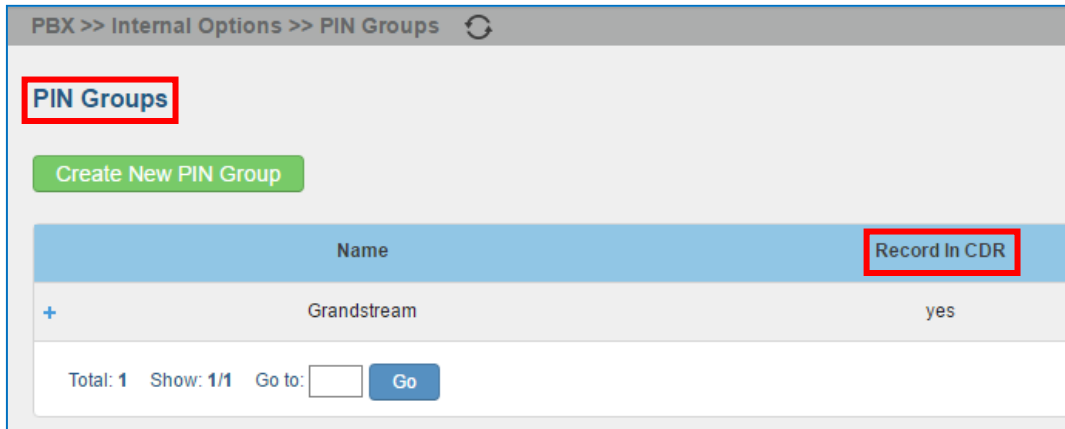 PBX >> Internal Options >> PIN Groups
PIN Groups
Create New PIN Group
Name Record In CDR
+ Grandstream yes
Total: 1 Show: 1/1 Go to: Go